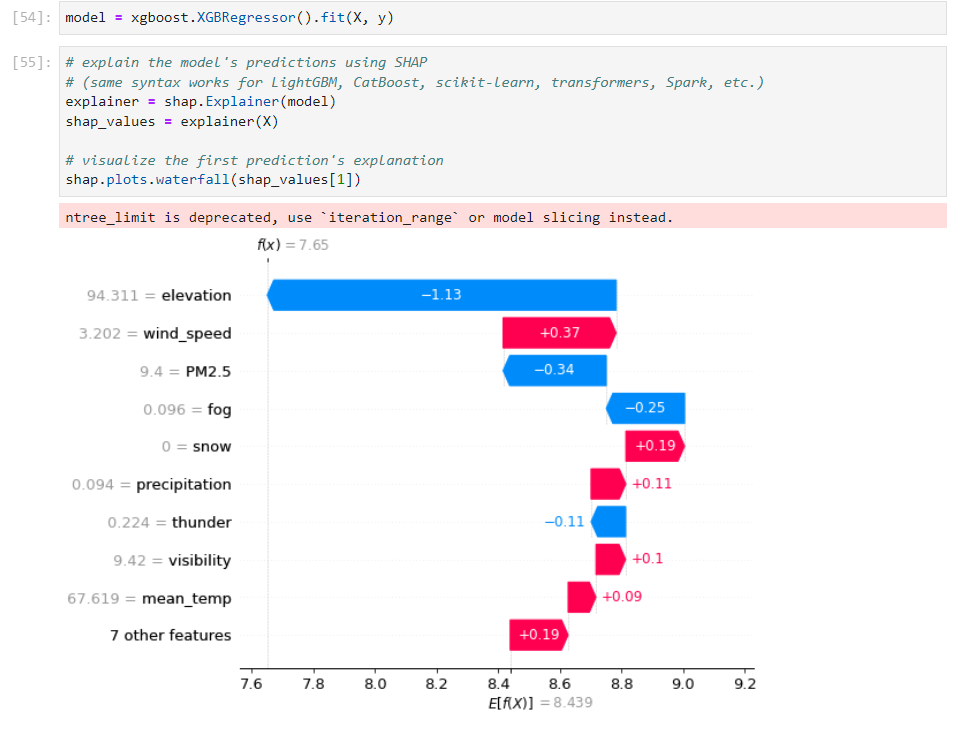 [54]: model = xgboost.XGBRegressor().fit(X, y)
[55]: # explain the model's predictions using SHAP
# (same syntax works for LightGBM, CatBoost, scikit-learn, transformers, Spark, etc.)
explainer = shap.Explainer(model)
shap_values = explainer(X)
# visualize the first prediction's explanation
shap.plots.waterfall(shap_values[1])
ntree_limit is deprecated, use `iteration_range` or model slicing instead.
f(x) = 7.65
94.311 = elevation −1.13
3.202 = wind_speed +0.37
9.4 = PM2.5 −0.34
0.096 = fog −0.25
0 = snow +0.19
0.094 = precipitation +0.11
0.224 = thunder −0.11
9.42 = visibility +0.1
67.619 = mean_temp +0.09
7 other features +0.19
7.6 7.8 8.0 8.2 8.4 8.6 8.8 9.0 9.2
E[f(X)] = 8.439